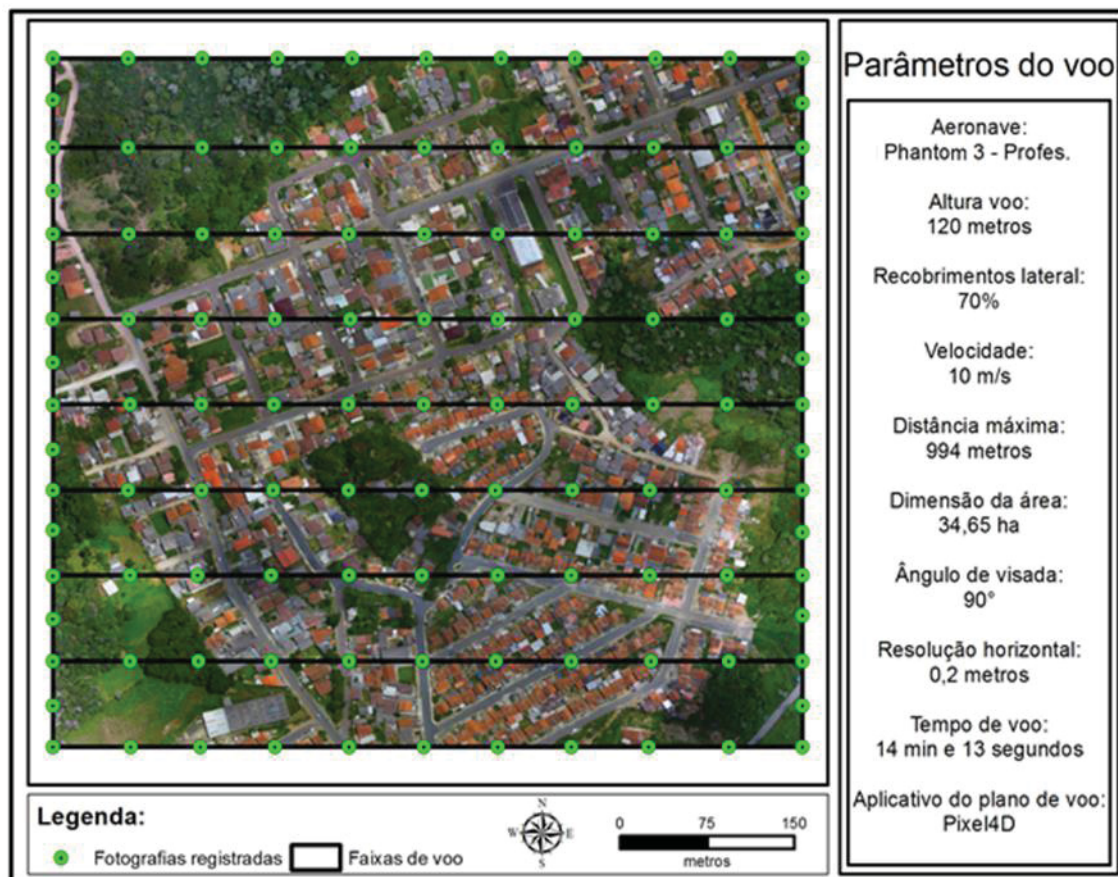 Parâmetros do voo
Aeronave:
Phantom 3 - Profes.
Altura voo:
120 metros
Recobrimentos lateral:
70%
Velocidade:
10 m/s
Distância máxima:
994 metros
Dimensão da área:
34,65 ha
Ângulo de visada:
90°
Resolução horizontal:
0,2 metros
Tempo de voo:
14 min e 13 segundos
Aplicativo do plano de voo:
Pixel4D
Legenda:
Fotografias registradas
Faixas de voo
N
W E
S
0 75 150
metros